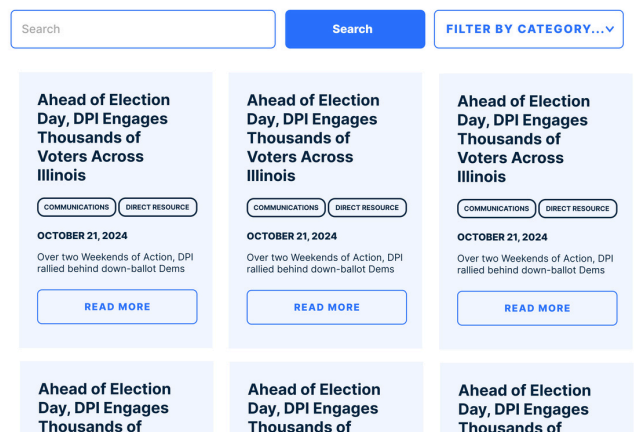 Search
Search
FILTER BY CATEGORY...
Ahead of Election
Day, DPI Engages
Thousands of
Voters Across
Illinois
COMMUNICATIONS
DIRECT RESOURCE
OCTOBER 21, 2024
Over two Weekends of Action, DPI
rallied behind down-ballot Dems
READ MORE
Ahead of Election
Day, DPI Engages
Thousands of
Voters Across
Illinois
COMMUNICATIONS
DIRECT RESOURCE
OCTOBER 21, 2024
Over two Weekends of Action, DPI
rallied behind down-ballot Dems
READ MORE
Ahead of Election
Day, DPI Engages
Thousands of
Voters Across
Illinois
COMMUNICATIONS
DIRECT RESOURCE
OCTOBER 21, 2024
Over two Weekends of Action, DPI
rallied behind down-ballot Dems
READ MORE
Ahead of Election
Day, DPI Engages
Thousands of
Ahead of Election
Day, DPI Engages
Thousands of
Ahead of Election
Day, DPI Engages
Thousands of